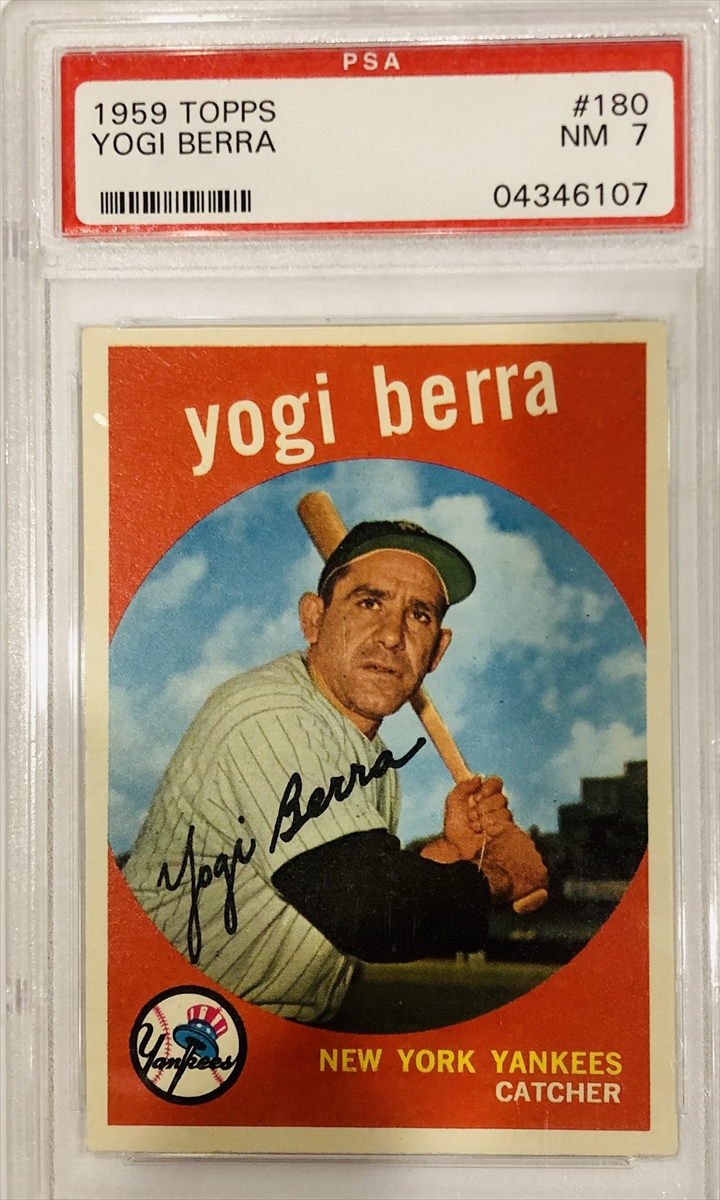 PSA
1959 TOPPS #180
YOGI BERRA NM 7
04346107
yogi berra
Yogi Berra
Yankees
NEW YORK YANKEES
CATCHER